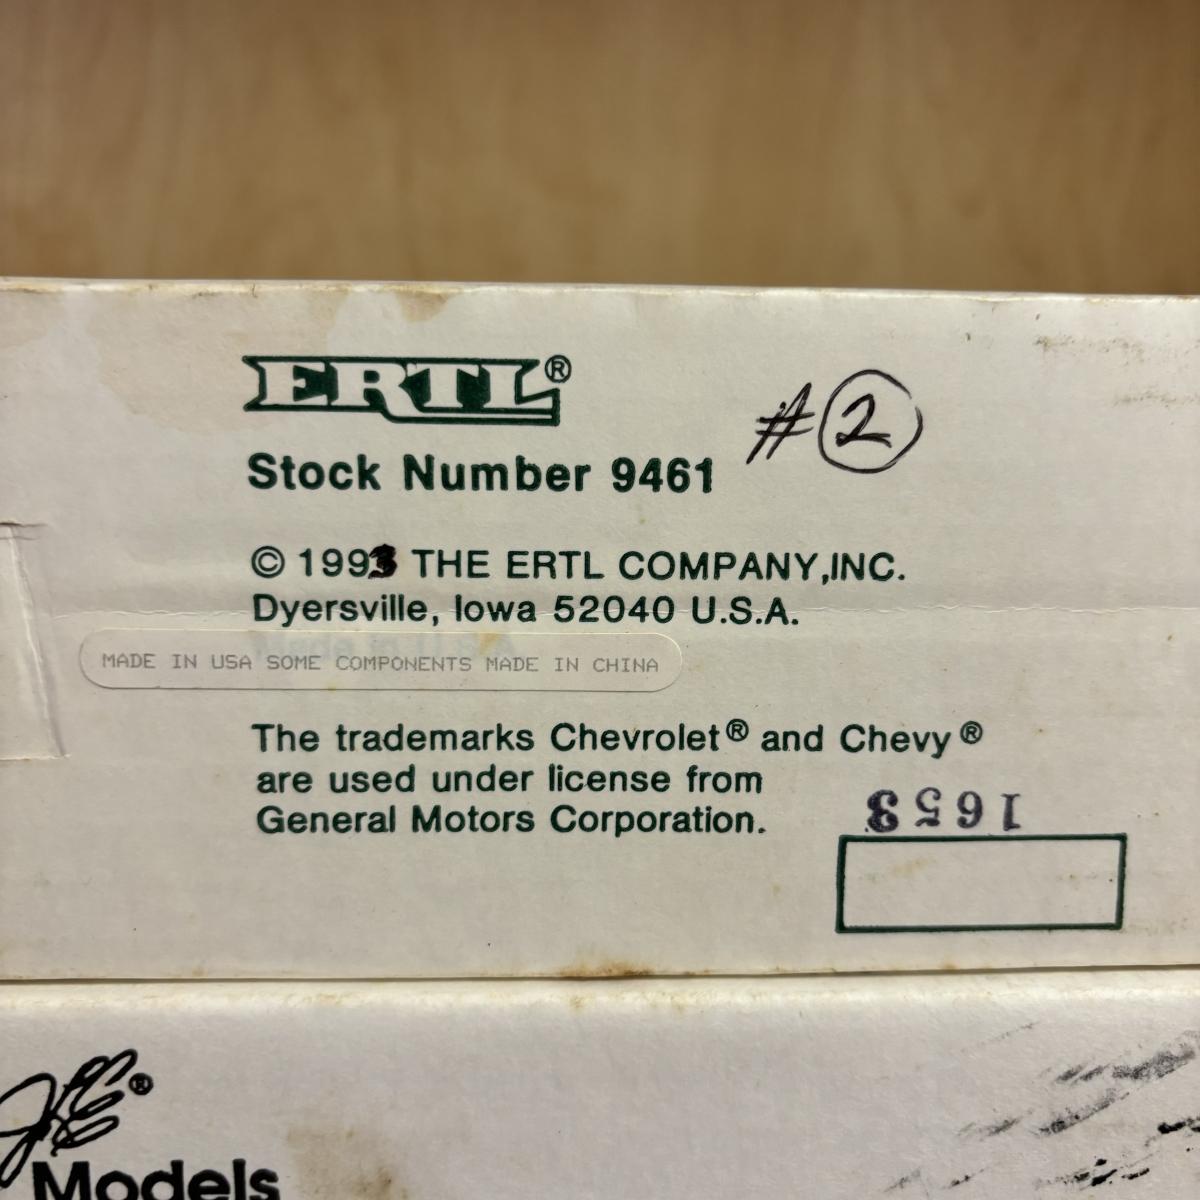 ERTL®
#2
Stock Number 9461
© 1993 THE ERTL COMPANY,INC.
Dyersville, Iowa 52040 U.S.A.
MADE IN USA SOME COMPONENTS MADE IN CHINA
The trademarks Chevrolet® and Chevy®
are used under license from
General Motors Corporation.
1653
®
Models